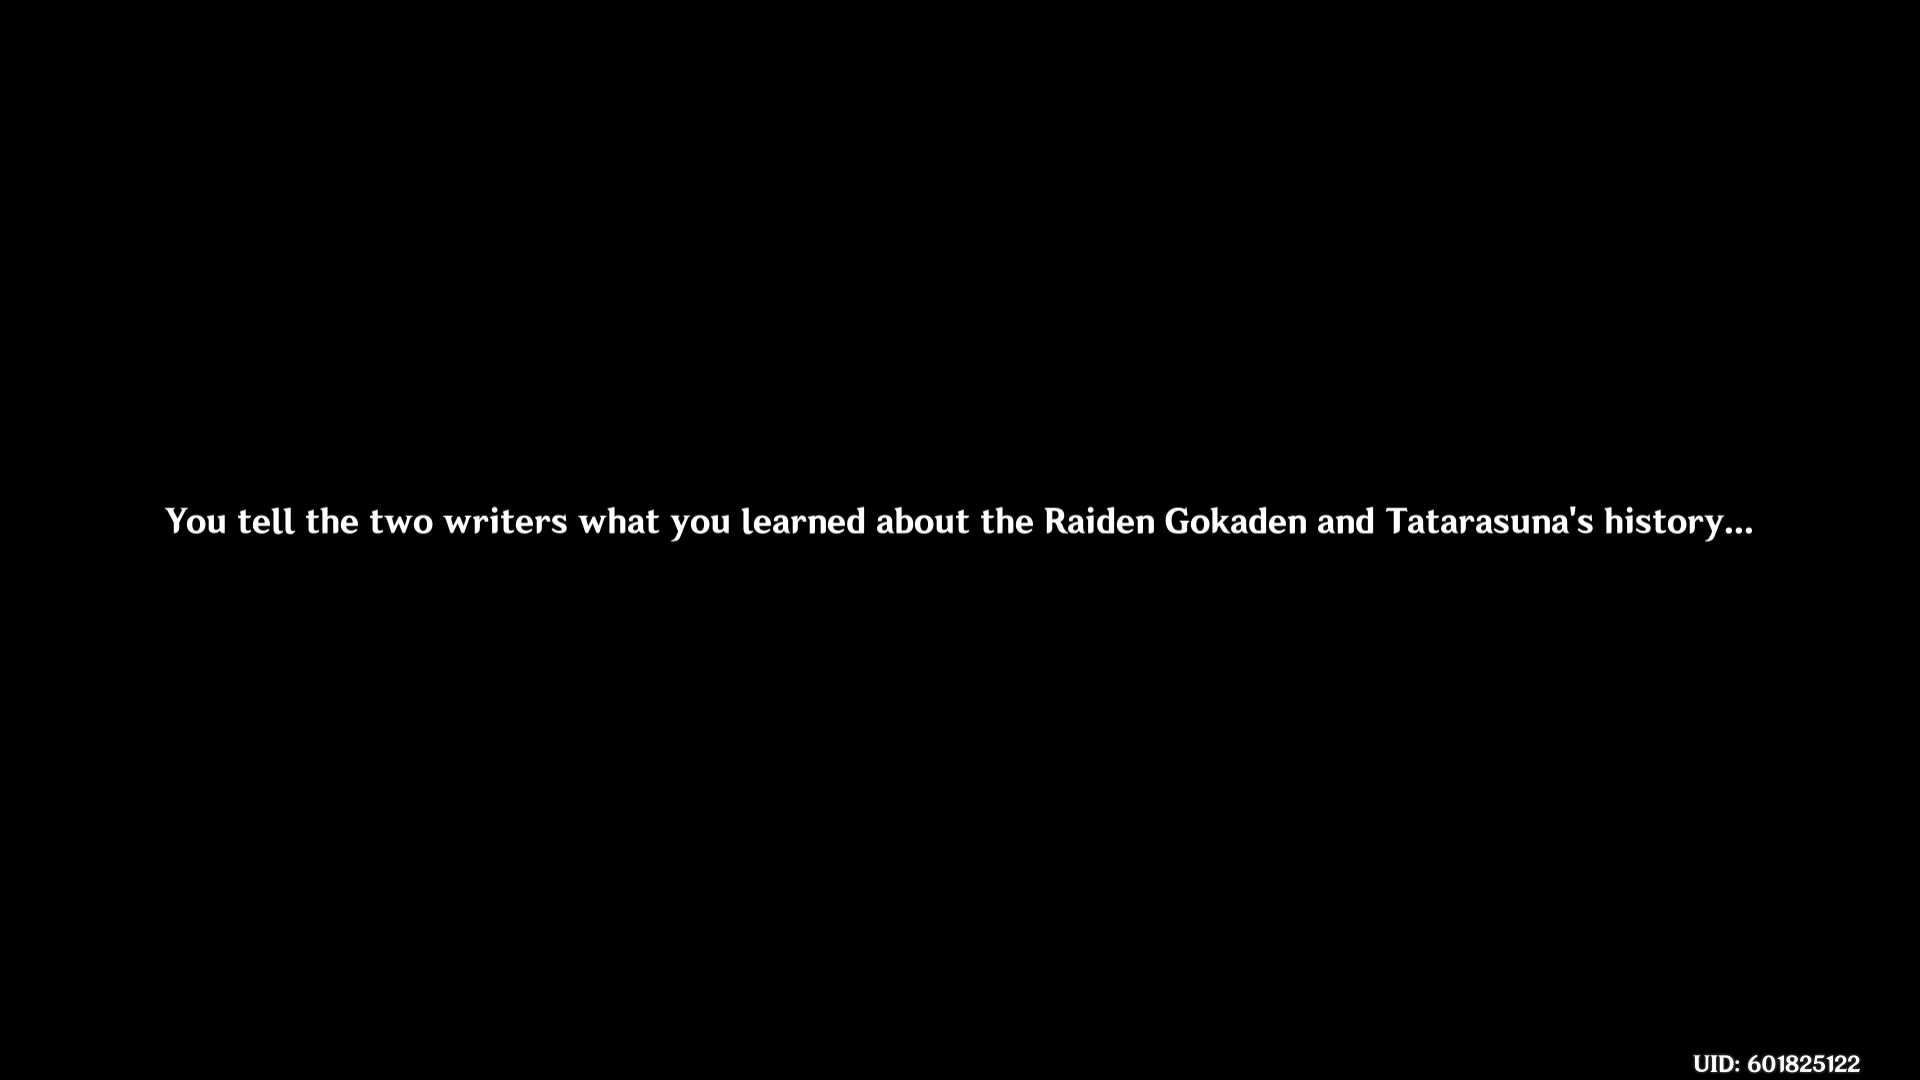 You tell the two writers what you learned about the Raiden Gokaden and Tatarasuna's history...
UID: 601825122